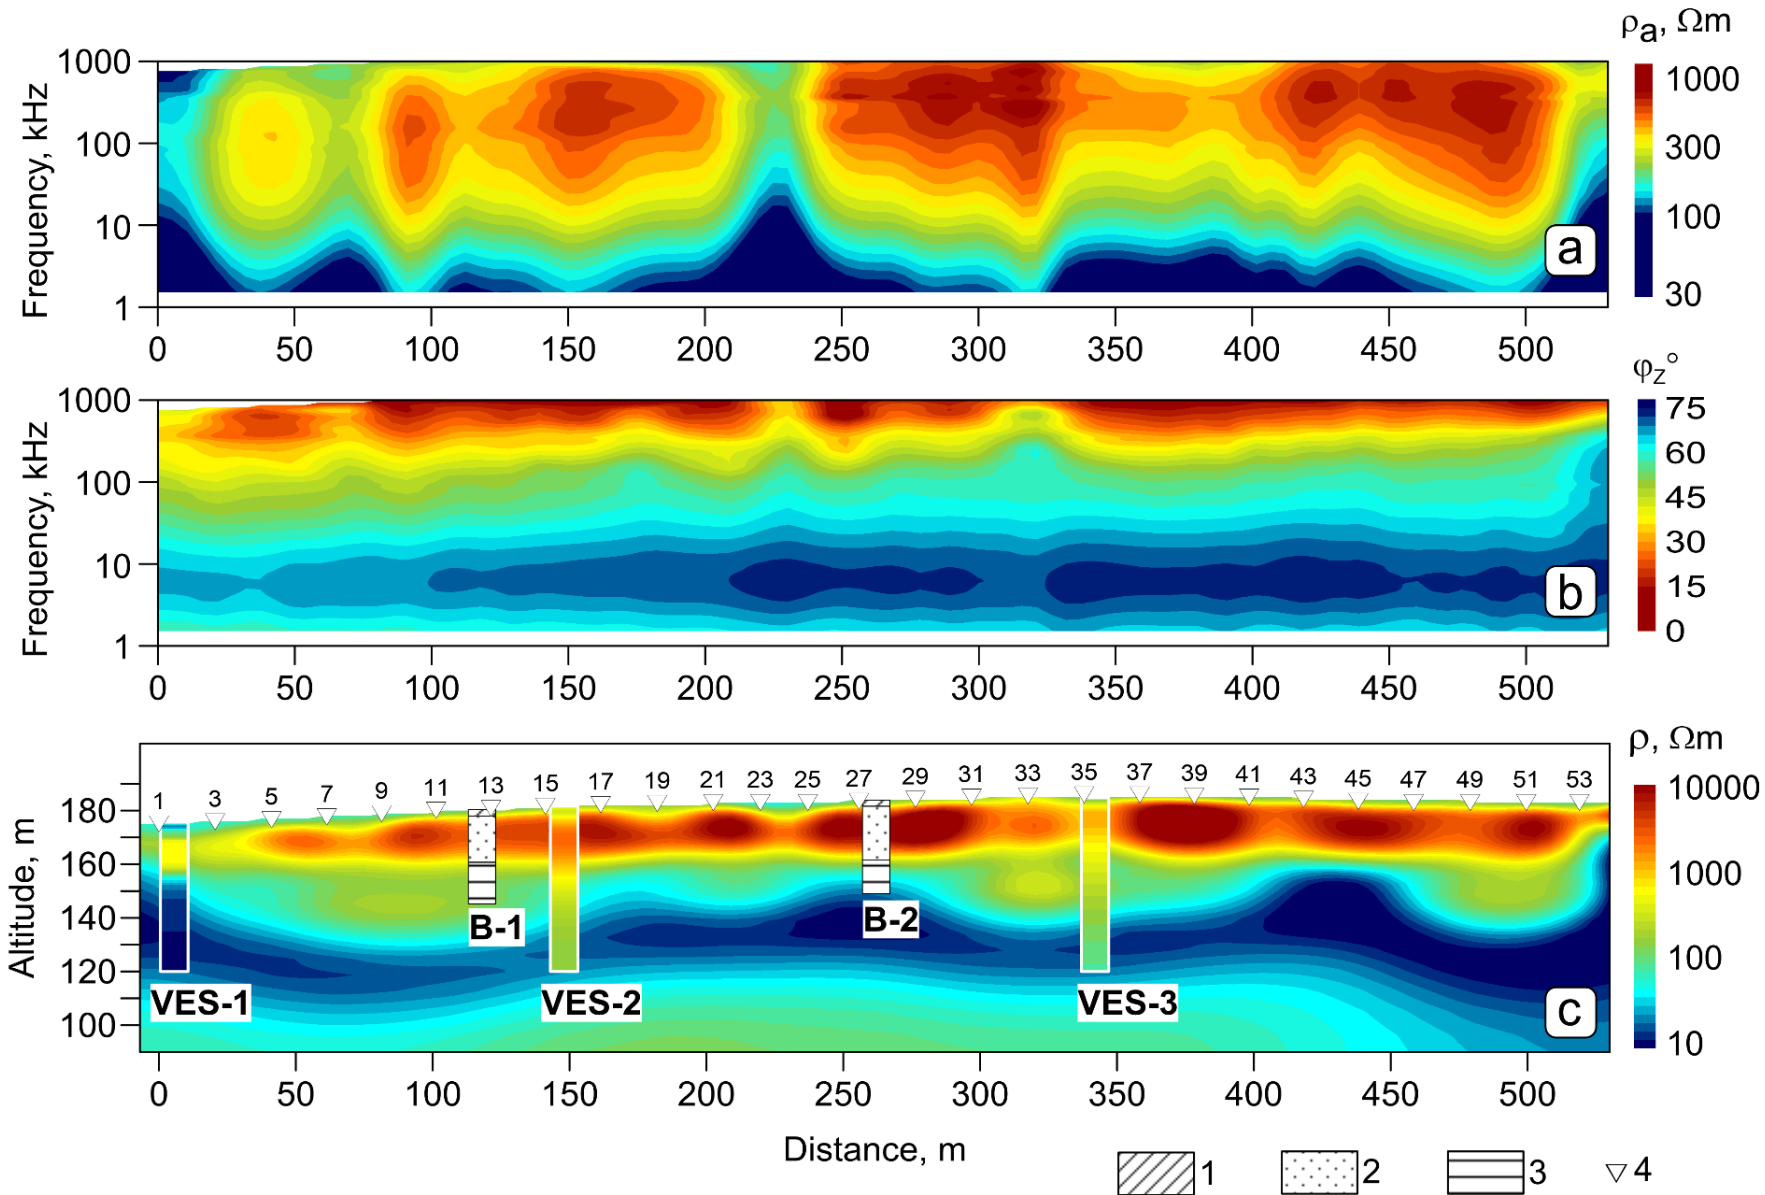 ρa, Ωm
Frequency, kHz
1000
100
10
1
0 50 100 150 200 250 300 350 400 450 500
1000
300
100
30
a
φz°
Frequency, kHz
1000
100
10
1
0 50 100 150 200 250 300 350 400 450 500
75
60
45
30
15
0
b
ρ, Ωm
Altitude, m
180
160
140
120
100
1 3 5 7 9 11 13 15 17 19 21 23 25 27 29 31 33 35 37 39 41 43 45 47 49 51 53
B-1 B-2
VES-1 VES-2 VES-3
c
10000
1000
100
10
0 50 100 150 200 250 300 350 400 450 500
Distance, m
1 2 3 4